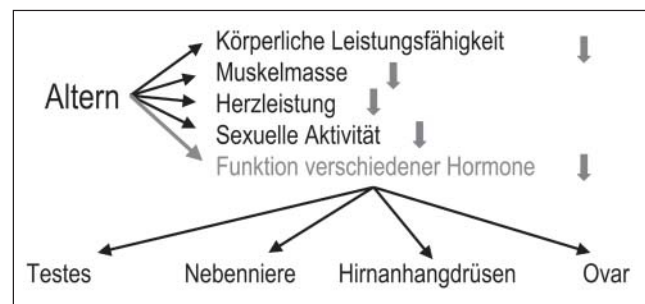 Körperliche Leistungsfähigkeit
Muskelmasse
Altern
Herzleistung
Sexuelle Aktivität
Funktion verschiedener Hormone
Testes Nebenniere Hirnanhangdrüsen Ovar